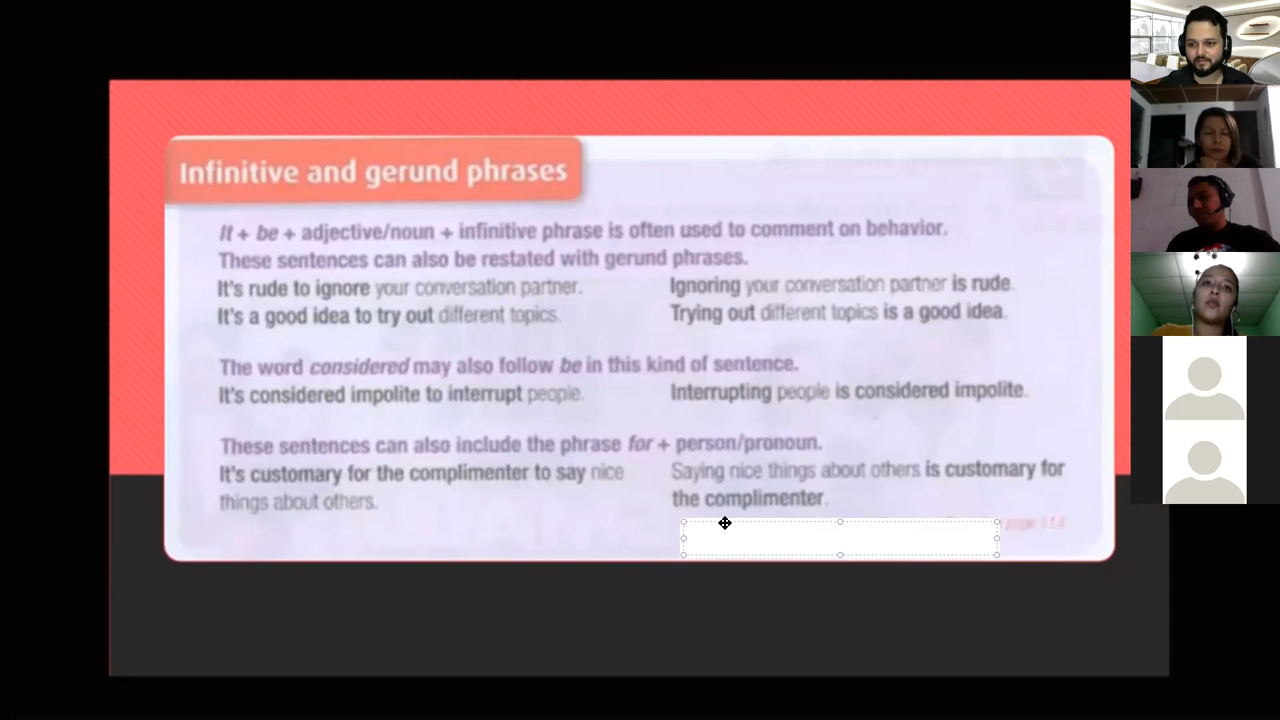 Infinitive and gerund phrases
It + be + adjective/noun + infinitive phrase is often used to comment on behavior.
These sentences can also be restated with gerund phrases.
It's rude to ignore your conversation partner. Ignoring your conversation partner is rude.
It's a good idea to try out different topics. Trying out different topics is a good idea.
The word considered may also follow be in this kind of sentence.
It's considered impolite to interrupt people. Interrupting people is considered impolite.
These sentences can also include the phrase for + person/pronoun.
It's customary for the complimenter to say nice Saying nice things about others is customary for
things about others. the complimenter.
page